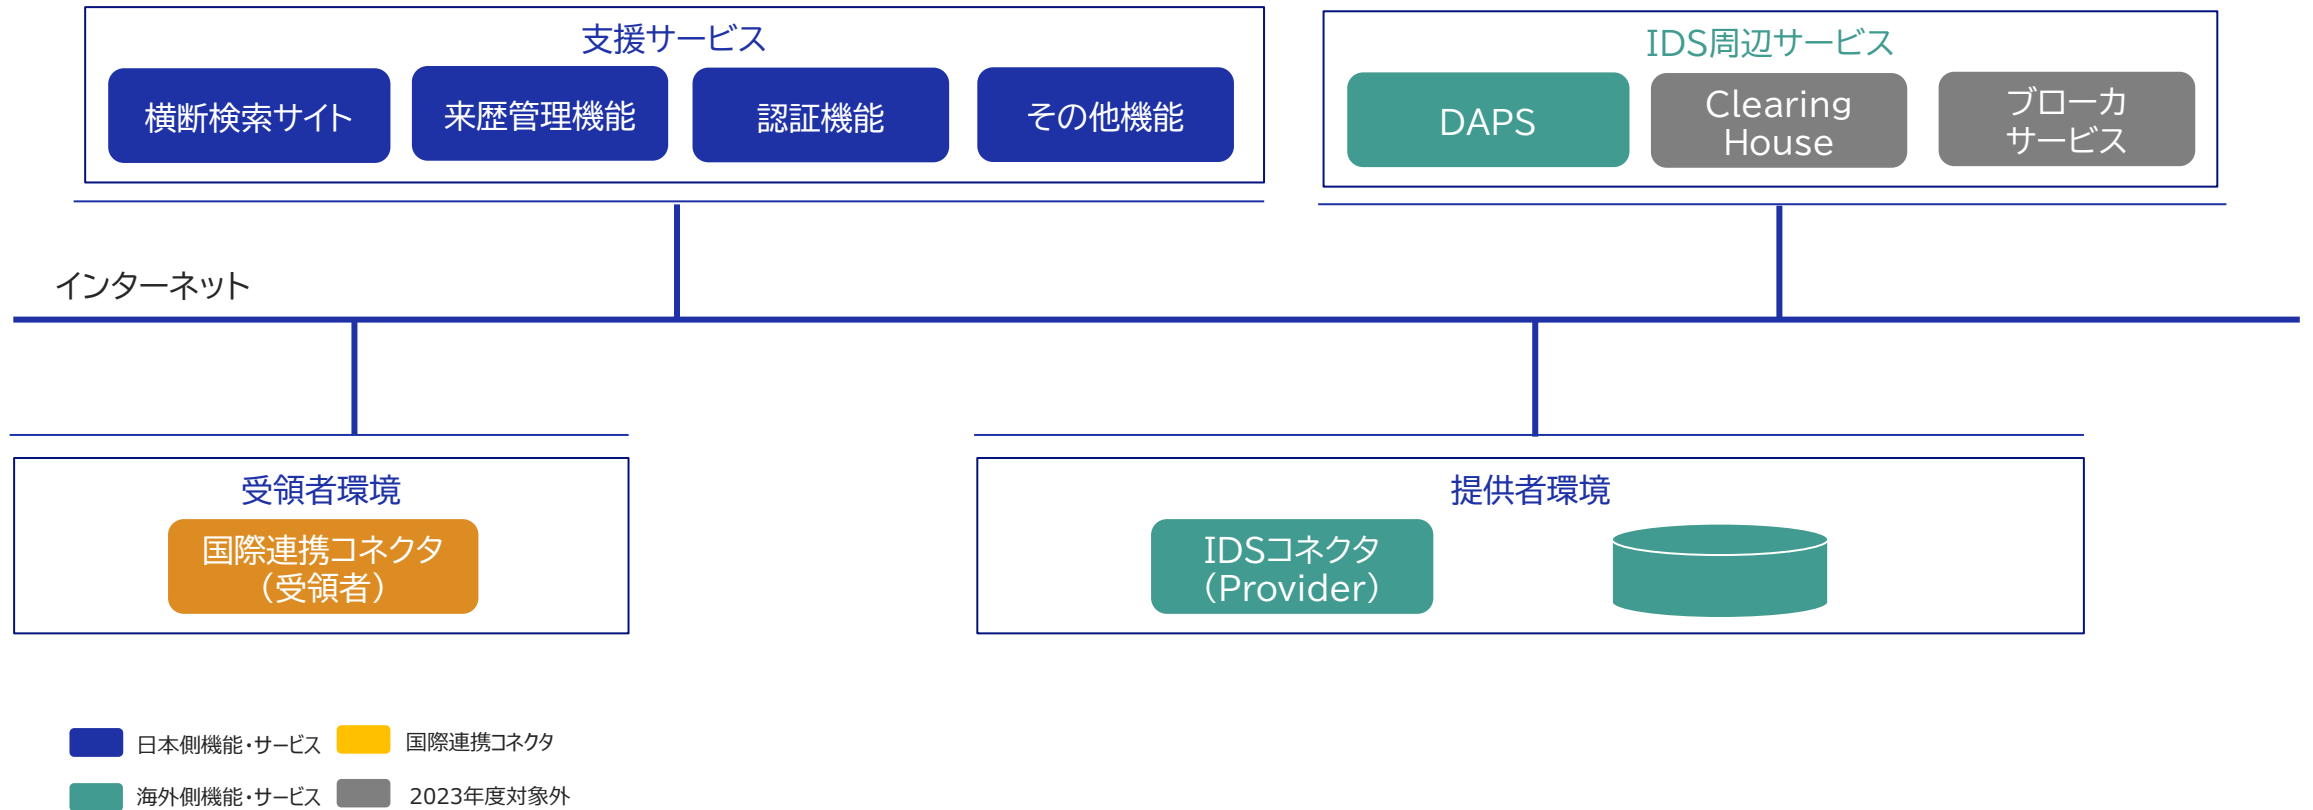 支援サービス
横断検索サイト
来歴管理機能
認証機能
その他機能
IDS周辺サービス
DAPS
Clearing
House
ブローカ
サービス
インターネット
受領者環境
国際連携コネクタ
（受領者）
提供者環境
IDSコネクタ
（Provider）
日本側機能・サービス
国際連携コネクタ
海外側機能・サービス
2023年度対象外